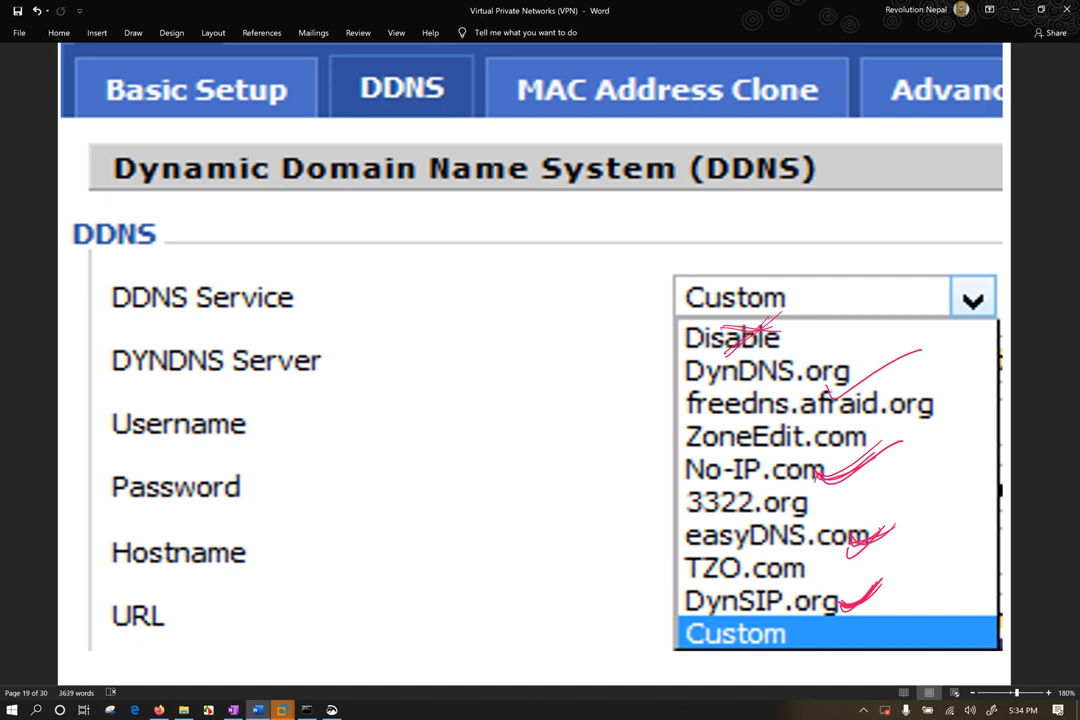 Virtual Private Networks (VPN) - Word
Revolution Nepal
File Home Insert Draw Design Layout References Mailings Review View Help Tell me what you want to do Share
Basic Setup DDNS MAC Address Clone Advanc
Dynamic Domain Name System (DDNS)
DDNS
DDNS Service Custom
Disable
DYNDNS Server DynDNS.org
freedns.afraid.org
Username ZoneEdit.com
No-IP.com
Password 3322.org
easyDNS.com
Hostname TZO.com
DynSIP.org
URL Custom
Page 19 of 30 3639 words 180%
5:34 PM